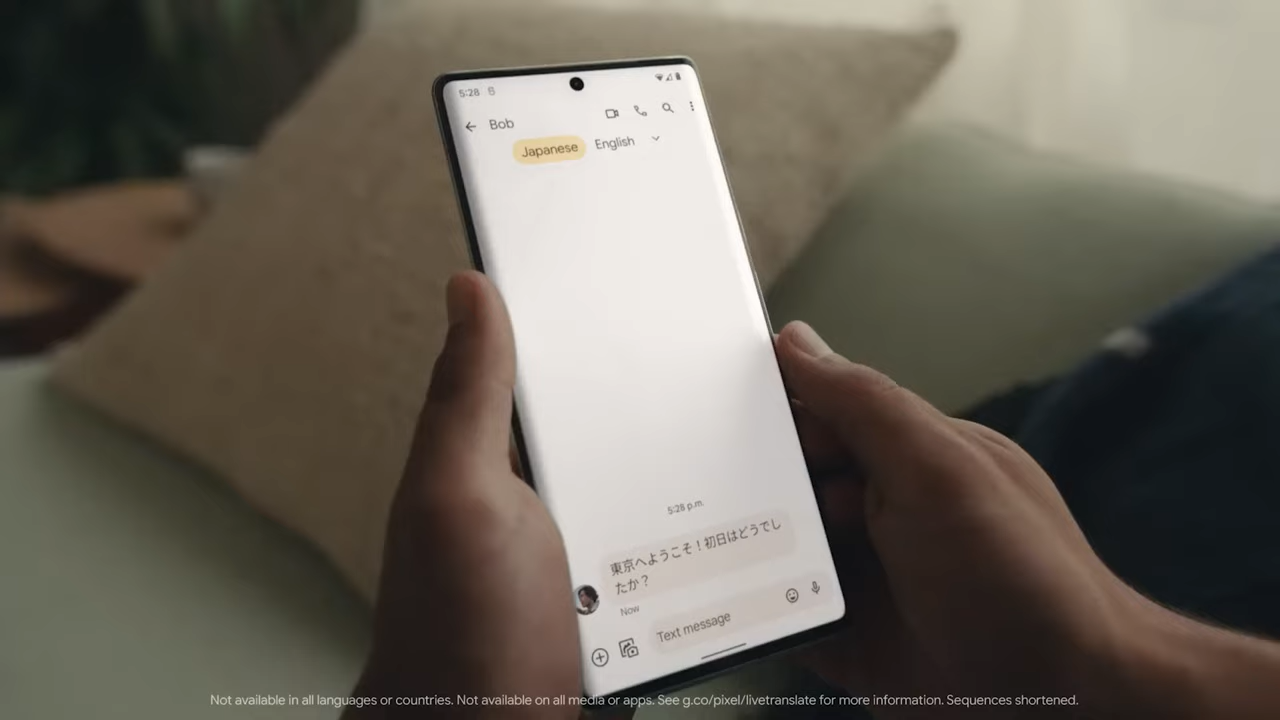 5:28
Bob
Japanese English
5:28 p.m.
東京へようこそ！初日はどうでし
たか？
Now
Text message
Not available in all languages or countries. Not available on all media or apps. See g.co/pixel/livetranslate for more information. Sequences shortened.